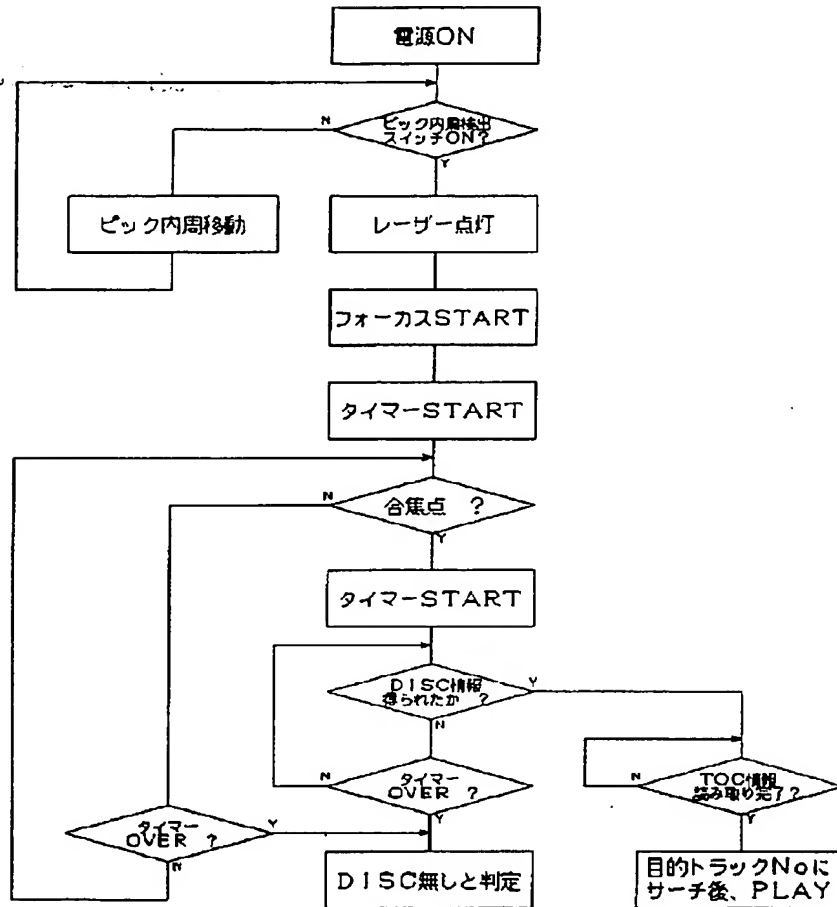 電源ON
N
ピック内周検出
スイッチON?
Y
ピック内周移動
レーザー点灯
フォーカスSTART
タイマーSTART
N
合焦点 ?
Y
タイマーSTART
DISC情報
得られたか ?
Y
N
N
タイマー
OVER ?
Y
N
TOC情報
読み取り完了?
Y
タイマー
OVER ?
Y
N
DISC無しと判定
目的トラックNoに
サーチ後、PLAY